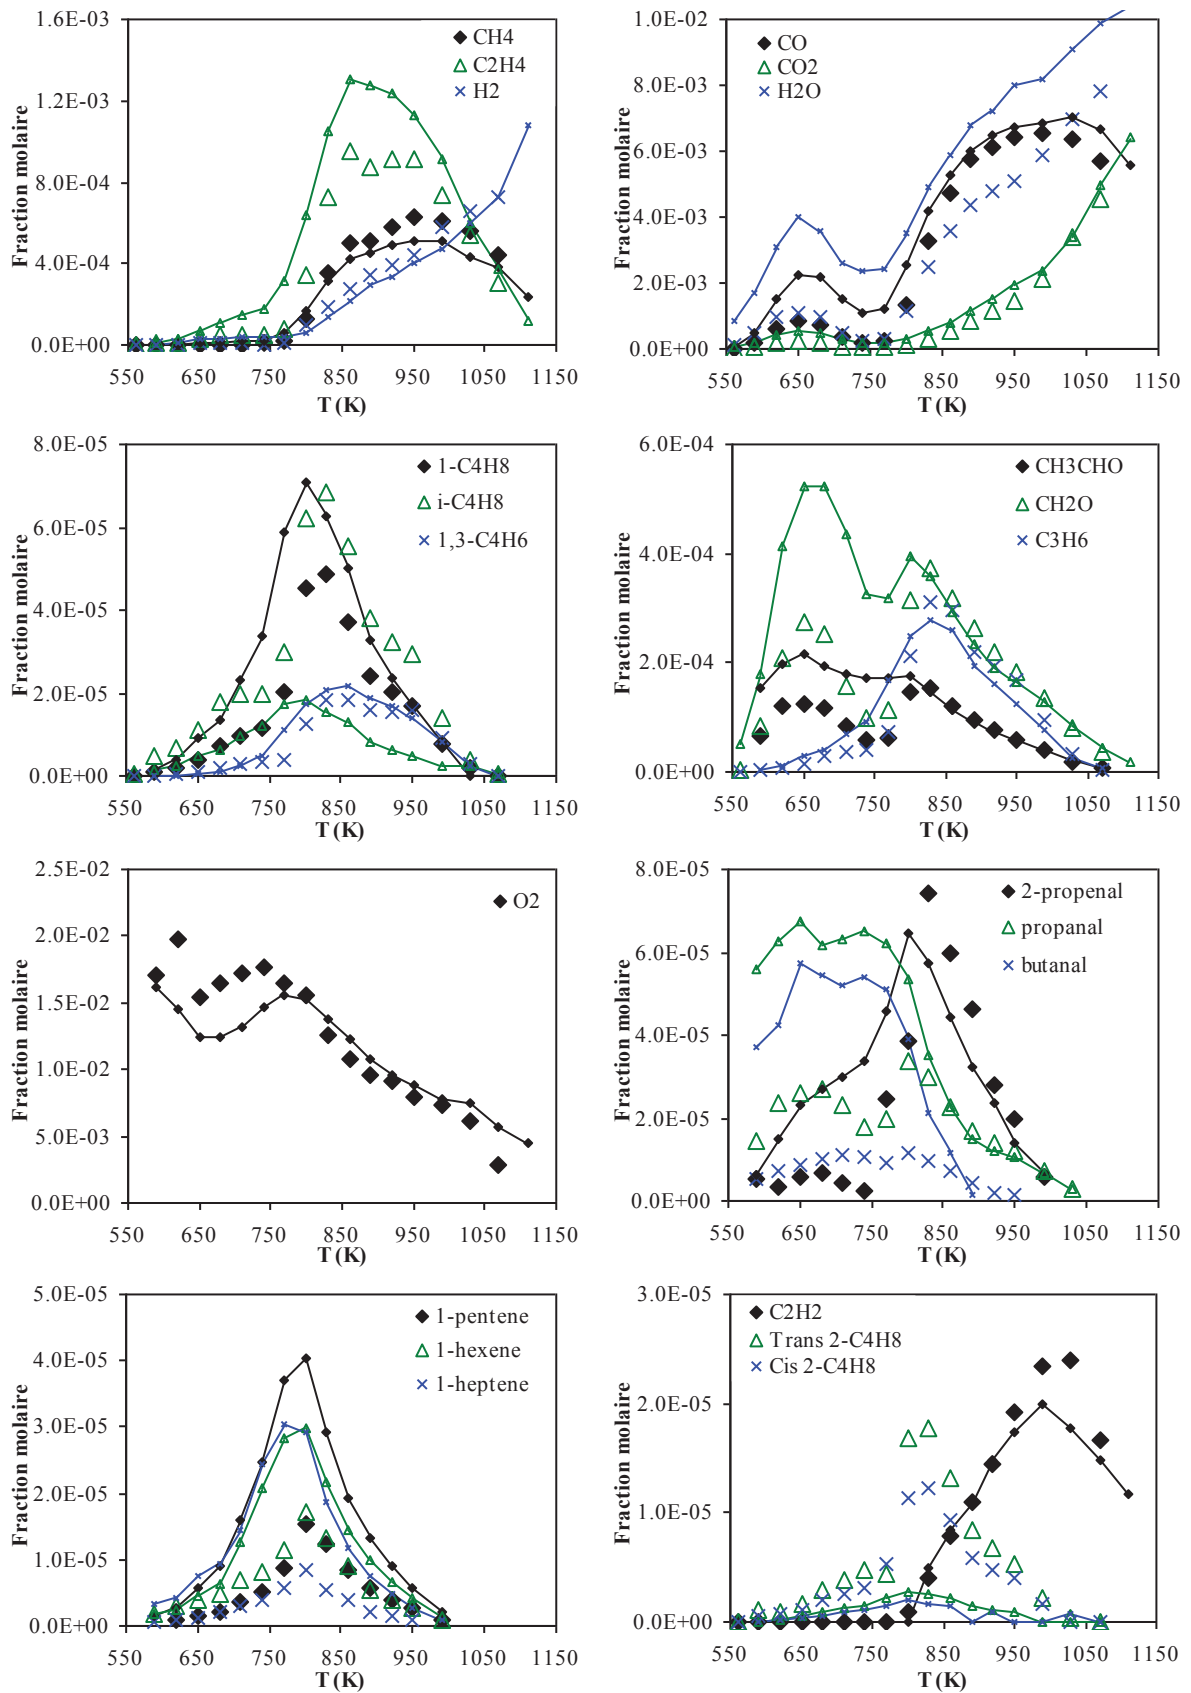 1.6E-03
1.2E-03
8.0E-04
4.0E-04
0.0E+00
Fraction molaire
CH4
C2H4
H2
550 650 750 850 950 1050 1150
T (K)
1.0E-02
8.0E-03
6.0E-03
4.0E-03
2.0E-03
0.0E+00
Fraction molaire
CO
CO2
H2O
550 650 750 850 950 1050 1150
T (K)
8.0E-05
6.0E-05
4.0E-05
2.0E-05
0.0E+00
Fraction molaire
1-C4H8
i-C4H8
1,3-C4H6
550 650 750 850 950 1050 1150
T (K)
6.0E-04
4.0E-04
2.0E-04
0.0E+00
Fraction molaire
CH3CHO
CH2O
C3H6
550 650 750 850 950 1050 1150
T (K)
2.5E-02
2.0E-02
1.5E-02
1.0E-02
5.0E-03
0.0E+00
Fraction molaire
O2
550 650 750 850 950 1050 1150
T (K)
8.0E-05
6.0E-05
4.0E-05
2.0E-05
0.0E+00
Fraction molaire
2-propenal
propanal
butanal
550 650 750 850 950 1050 1150
T (K)
5.0E-05
4.0E-05
3.0E-05
2.0E-05
1.0E-05
0.0E+00
Fraction molaire
1-pentene
1-hexene
1-heptene
550 650 750 850 950 1050 1150
T (K)
3.0E-05
2.0E-05
1.0E-05
0.0E+00
Fraction molaire
C2H2
Trans 2-C4H8
Cis 2-C4H8
550 650 750 850 950 1050 1150
T (K)